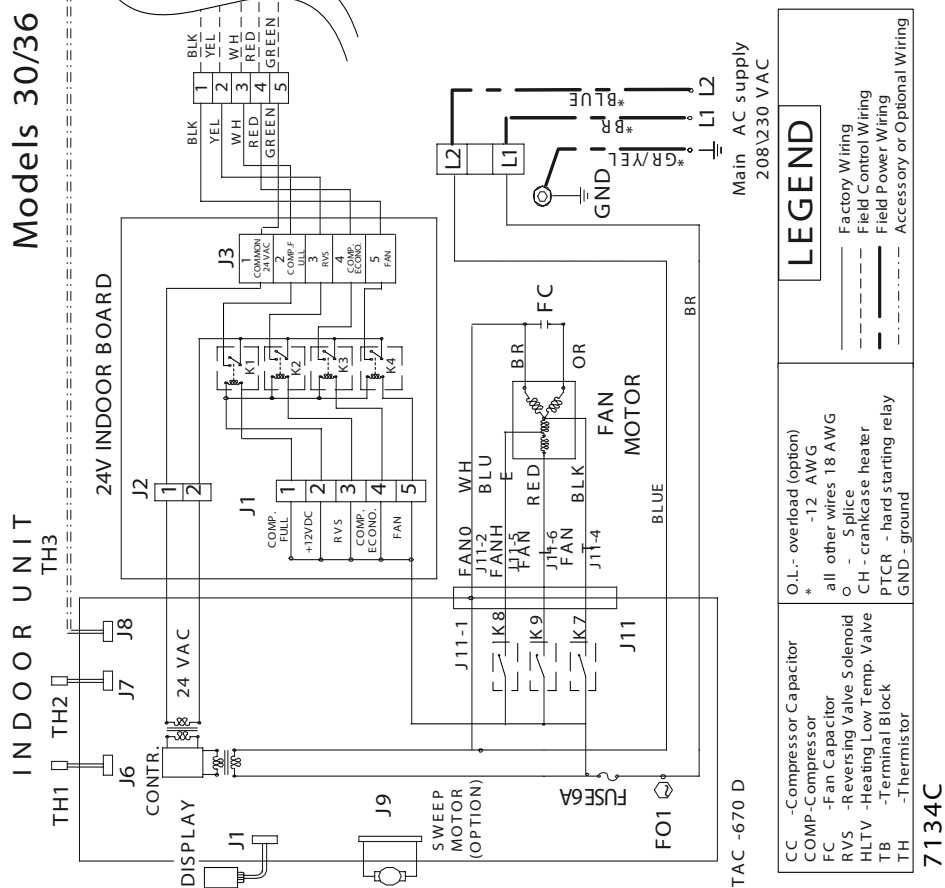 Models 30/36
INDOOR UNIT
TH1
TH2
TH3
J6
J7
J8
DISPLAY
J1
CONTR.
24 VAC
J9
SWEEP
MOTOR
(OPTION)
FUSE6A
FO1
TAC -670 D
24V INDOOR BOARD
J2
1
2
J1
COMP.
FULL
1
+12VDC
2
RVS
3
COMP.
ECONO.
4
FAN
5
K1
K2
K3
K4
J3
1
COMMON
24 VAC
2
COMP.F
ULL
3
RVS
4
COMP.
ECONO.
5
FAN
BLK
YEL
WH
RED
GREEN
1
2
3
4
5
BLK
YEL
WH
RED
GREEN
J11-1
K8
K9
K7
J11
FAN0
J11-2
FANH
J11-5
FAN
J11-6
FAN
J11-4
WH
BLU
E
RED
BLK
FAN
MOTOR
BR
OR
FC
BLUE
BR
L2
L1
GND
*BLUE
*BR
*GR/YEL
L2
L1
Main AC supply
208\230 VAC
CC -Compressor Capacitor
COMP-Compressor
FC -Fan Capacitor
RVS -Reversing Valve Solenoid
HLTV -Heating Low Temp. Valve
TB -Terminal Block
TH -Thermistor
O.L.- overload (option)
* -12 AWG
all other wires 18 AWG
o - Splice
CH - crankcase heater
PTCR - hard starting relay
GND - ground
LEGEND
Factory Wiring
Field Control Wiring
Field Power Wiring
Accessory or Optional Wiring
7134C